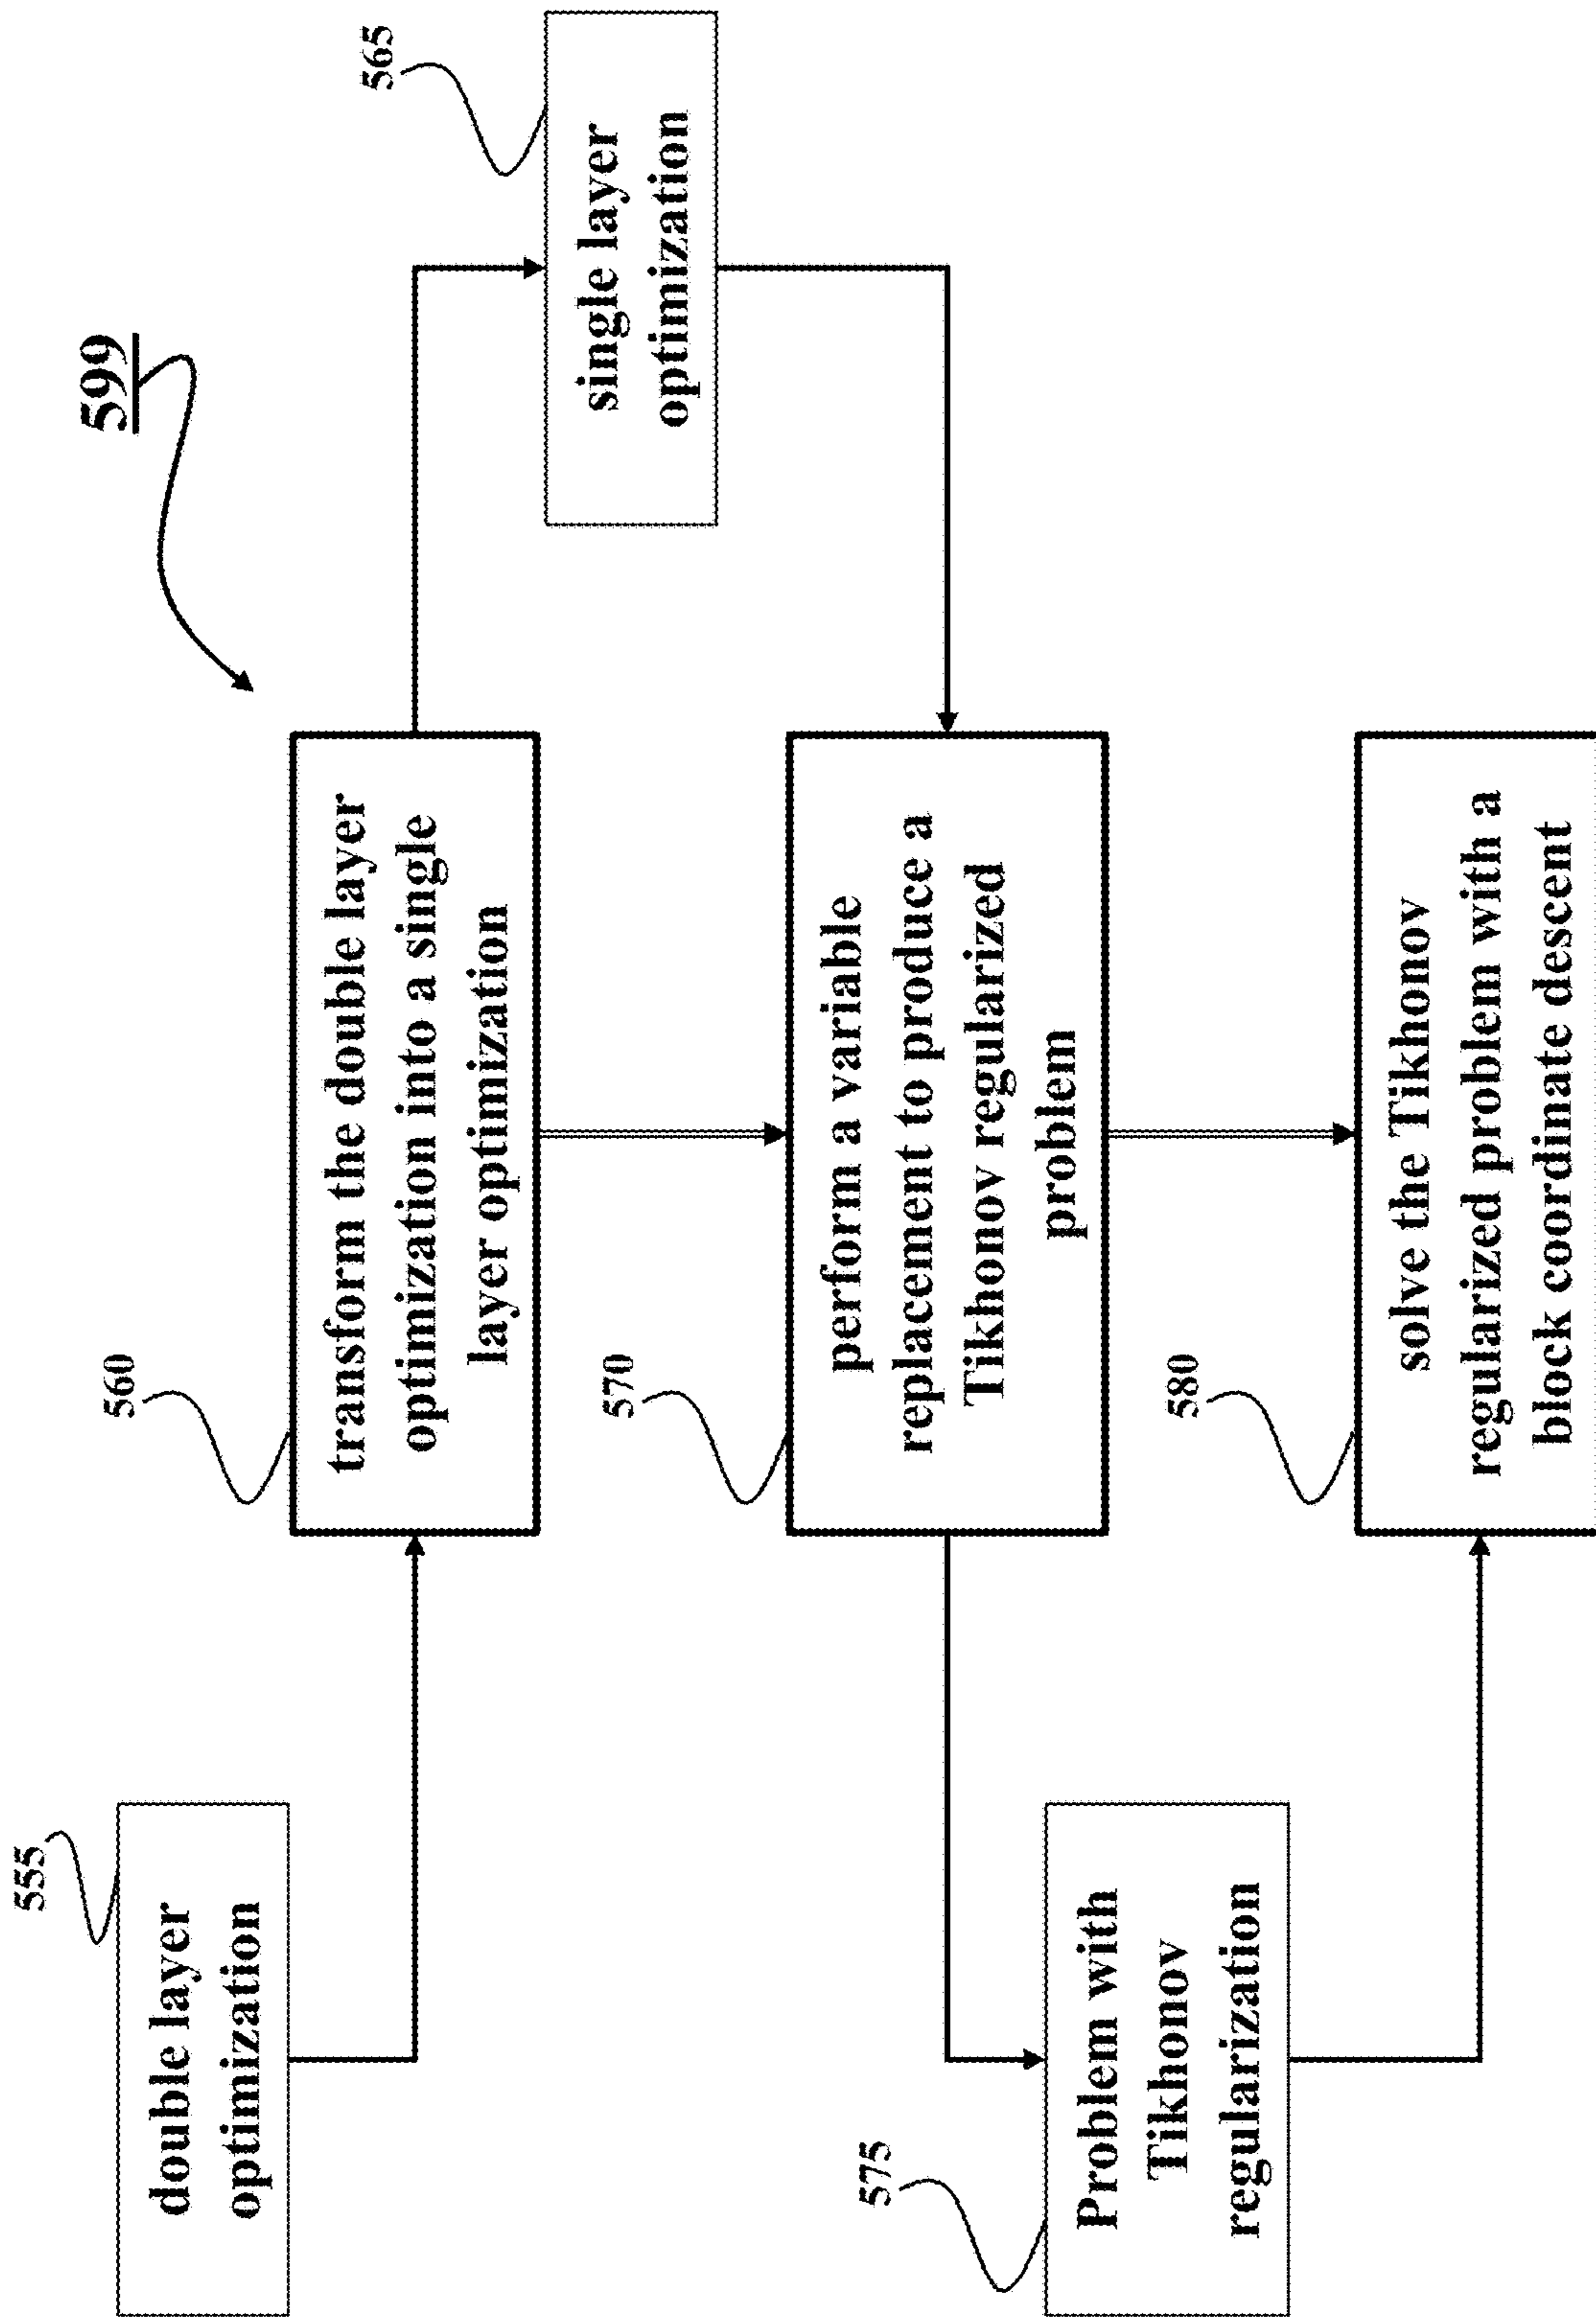 599
555
double layer
optimization
560
transform the double layer
optimization into a single
layer optimization
565
single layer
optimization
570
perform a variable
replacement to produce a
Tikhonov regularized
problem
575
Problem with
Tikhonov
regularization
580
solve the Tikhonov
regularized problem with a
block coordinate descent